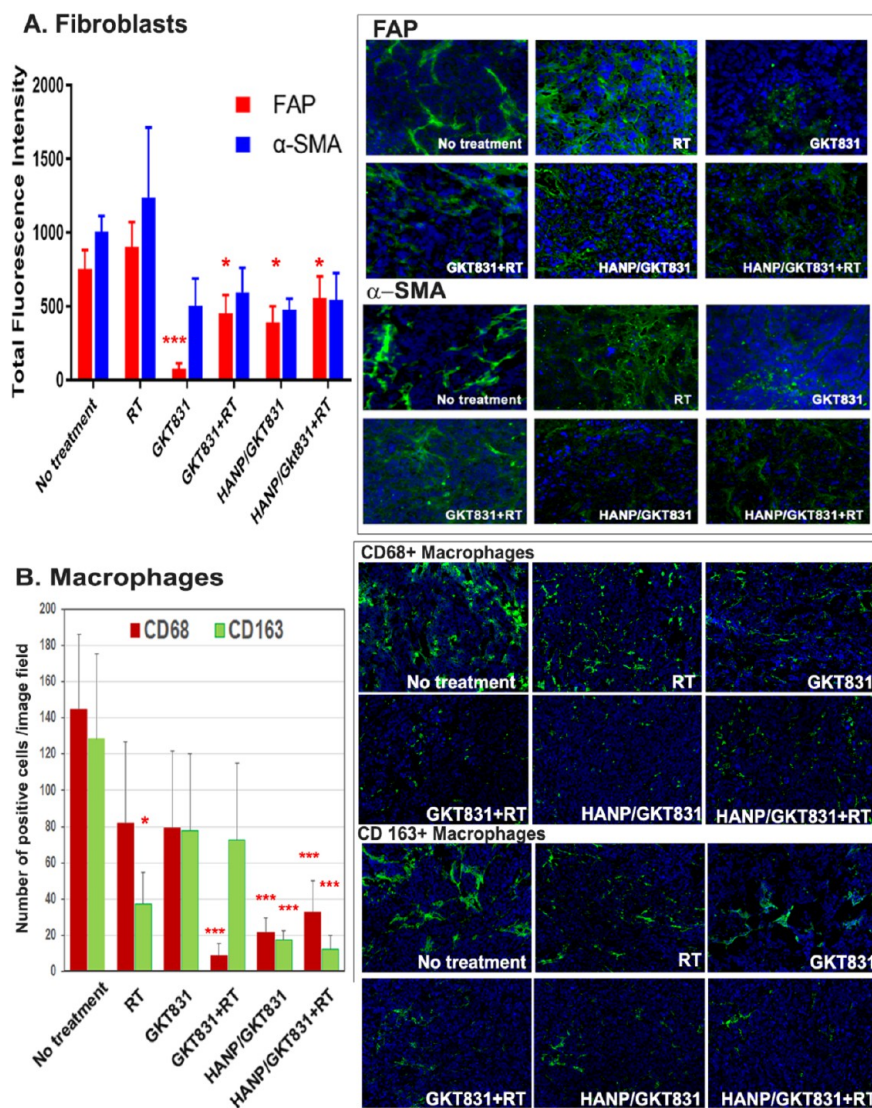 A. Fibroblasts
2000
1500
1000
500
0
Total Fluorescence Intensity
FAP
α-SMA
***
*
*
*
No treatment
RT
GKT831
GKT831+RT
HANP/GKT831
HANP/Gkt831+RT
FAP
No treatment
RT
GKT831
GKT831+RT
HANP/GKT831
HANP/GKT831+RT
α-SMA
No treatment
RT
GKT831
GKT831+RT
HANP/GKT831
HANP/GKT831+RT
B. Macrophages
200
180
160
140
120
100
80
60
40
20
0
Number of positive cells /image field
CD68
CD163
*
***
***
***
***
***
No treatment
RT
GKT831
GKT831+RT
HANP/GKT831
HANP/GKT831+RT
CD68+ Macrophages
No treatment
RT
GKT831
GKT831+RT
HANP/GKT831
HANP/GKT831+RT
CD 163+ Macrophages
No treatment
RT
GKT831
GKT831+RT
HANP/GKT831
HANP/GKT831+RT